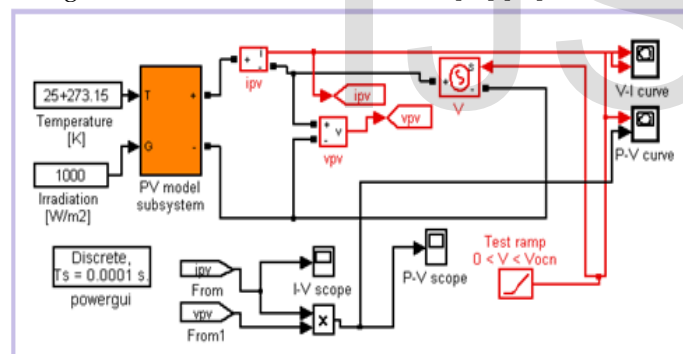 25+273.15
Temperature
[K]
1000
Irradiation
[W/m2]
T
G
+
-
PV model
subsystem
+
-
i
ipv
ipv
+
-
v
vpv
vpv
+
-
s
V
V-I curve
P-V curve
Discrete,
Ts = 0.0001 s.
powergui
ipv
From
vpv
From1
I-V scope
x
P-V scope
Test ramp
0 < V < Vocn